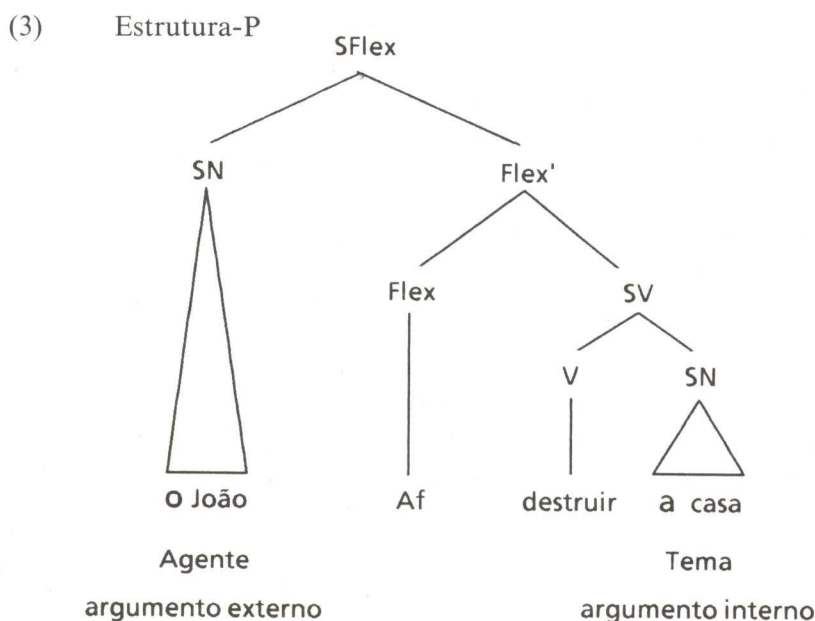 (3) Estrutura-P
SFlex
SN Flex'
Flex SV
V SN
o João Af destruir a casa
Agente Tema
argumento externo argumento interno